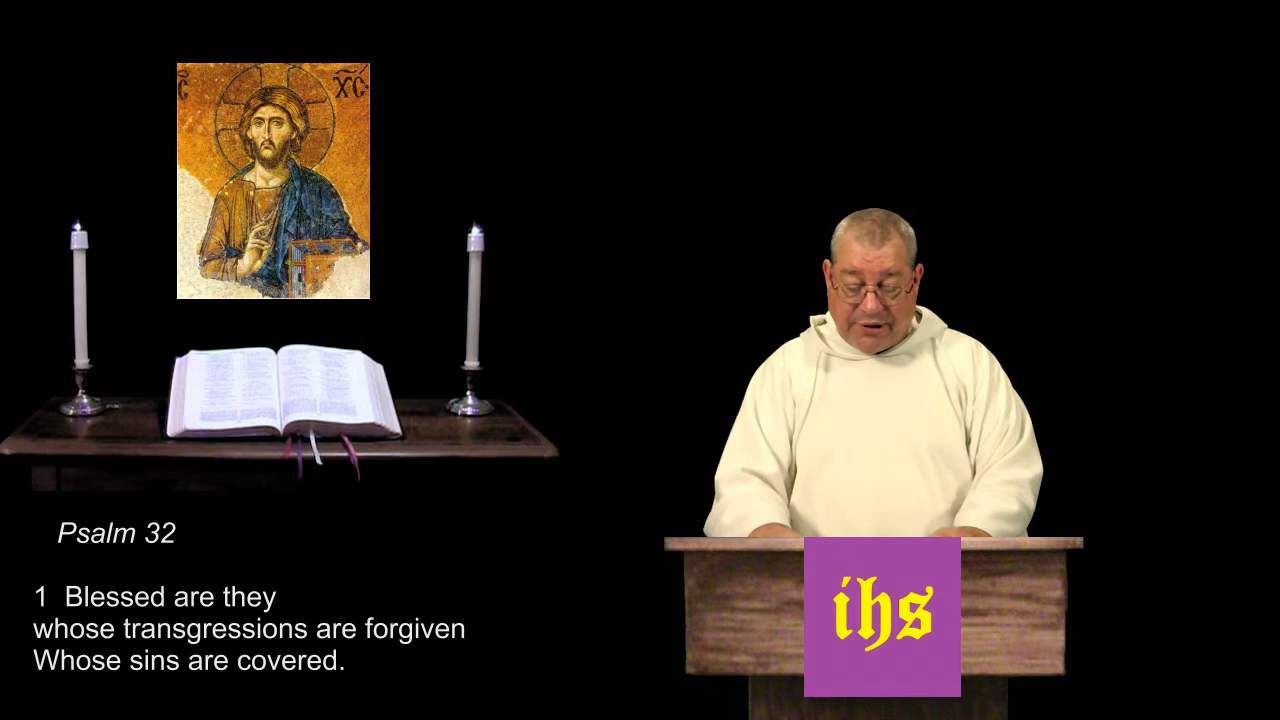 XC
Psalm 32
1 Blessed are they
whose transgressions are forgiven
Whose sins are covered.
ihs